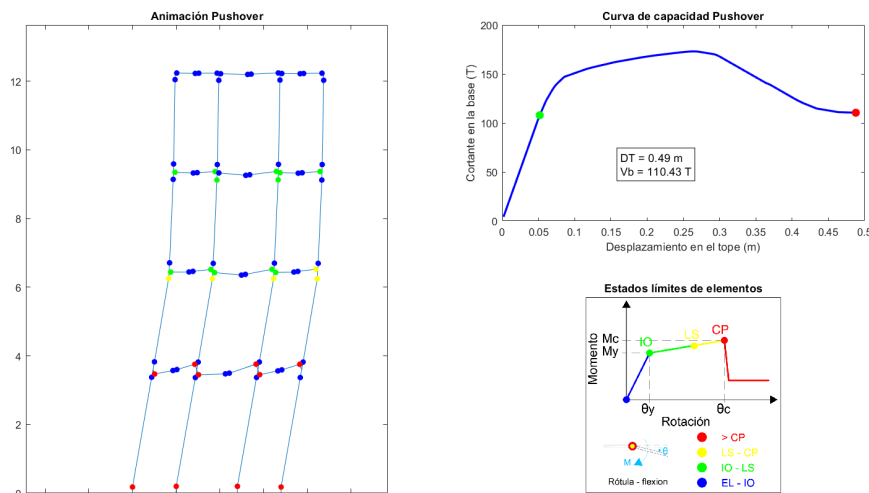 Animación Pushover
12
10
8
6
4
2
0
Curva de capacidad Pushover
Cortante en la base (T)
200
150
100
50
0
DT = 0.49 m
Vb = 110.43 T
0 0.05 0.1 0.15 0.2 0.25 0.3 0.35 0.4 0.45 0.5
Desplazamiento en el tope (m)
Estados límites de elementos
Momento
Mc
My
IO
LS
CP
θy
θc
Rotación
θ
M
Rótula - flexion
> CP
LS - CP
IO - LS
EL - IO